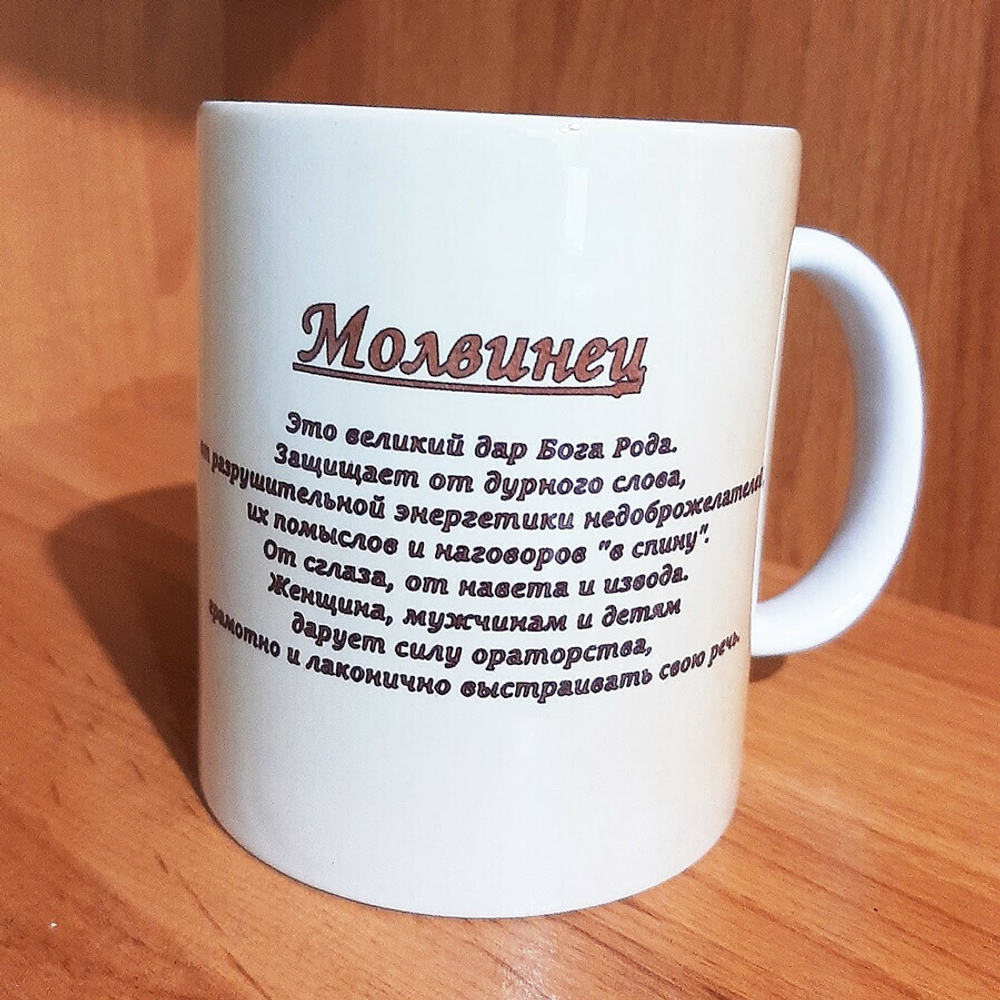 Молвинец
Это великий дар Бога Рода.
Защищает от дурного слова,
от разрушительной энергетики недоброжелателей,
их помыслов и наговоров "в спину".
От сглаза, от навета и извода.
Женщина, мужчинам и детям
дарует силу ораторства,
грамотно и лаконично выстраивать свою речь.